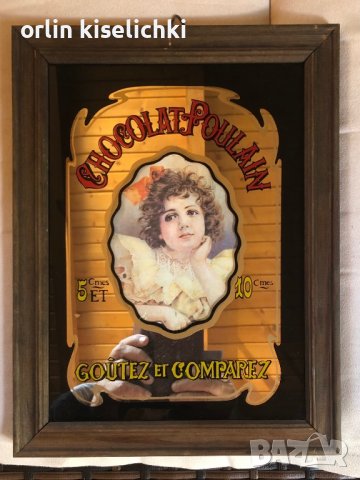 orlin kiselichki
CHOCOLAT POULAIN
5 Cmes ET 10 Cmes
GOÛTEZ ET COMPAREZ
BAZAR